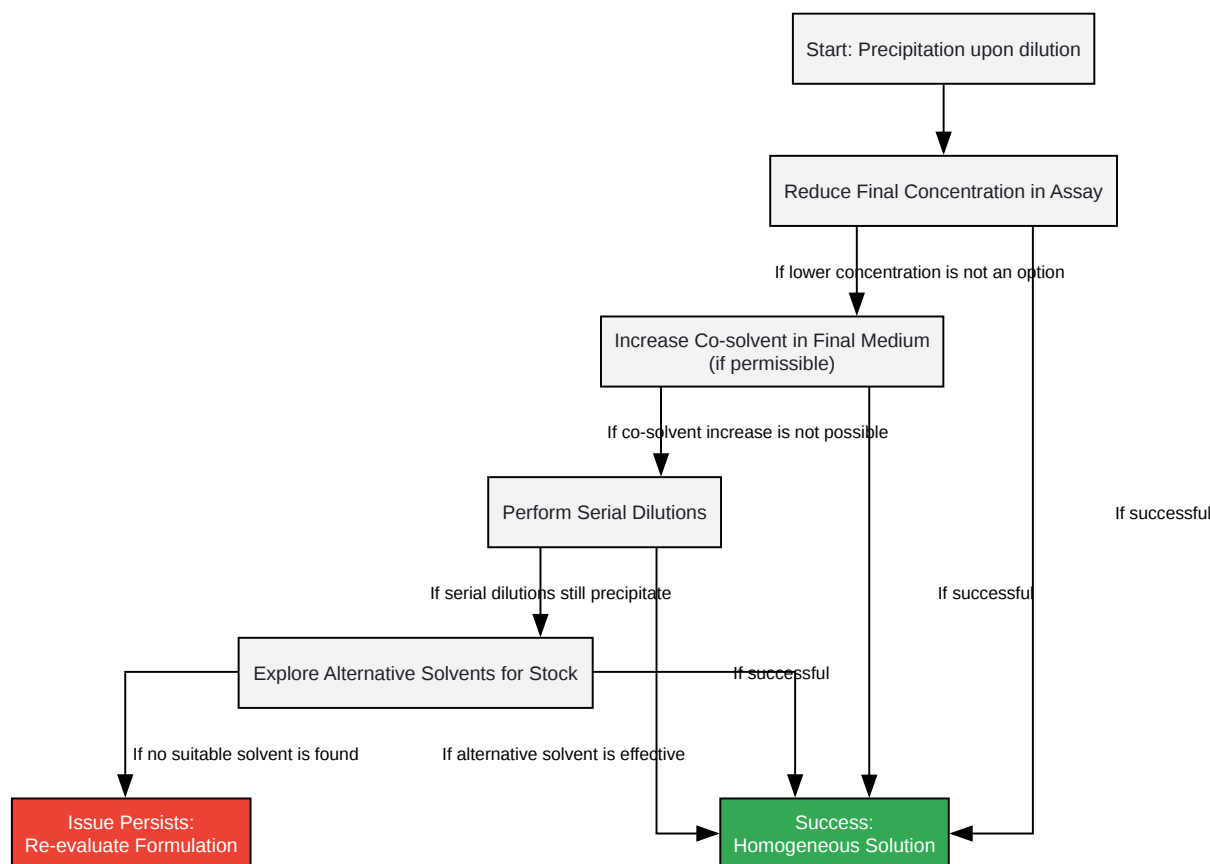 Start: Precipitation upon dilution
Reduce Final Concentration in Assay
If lower concentration is not an option
Increase Co-solvent in Final Medium
(if permissible)
If co-solvent increase is not possible
Perform Serial Dilutions
If successful
If serial dilutions still precipitate
If successful
Explore Alternative Solvents for Stock
If successful
If no suitable solvent is found
If alternative solvent is effective
Issue Persists:
Re-evaluate Formulation
Success:
Homogeneous Solution